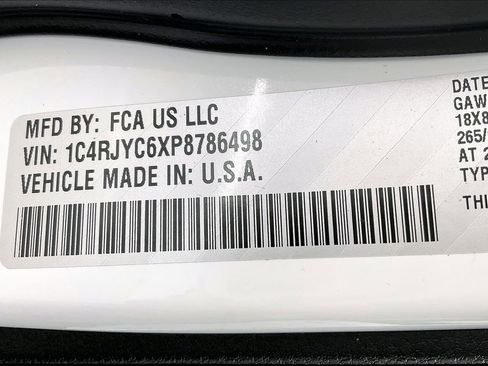 MFD BY: FCA US LLC
VIN: 1C4RJYC6XP8786498
VEHICLE MADE IN: U.S.A.
DATE
GAW
18X8
265/
AT 2
TYP
THI